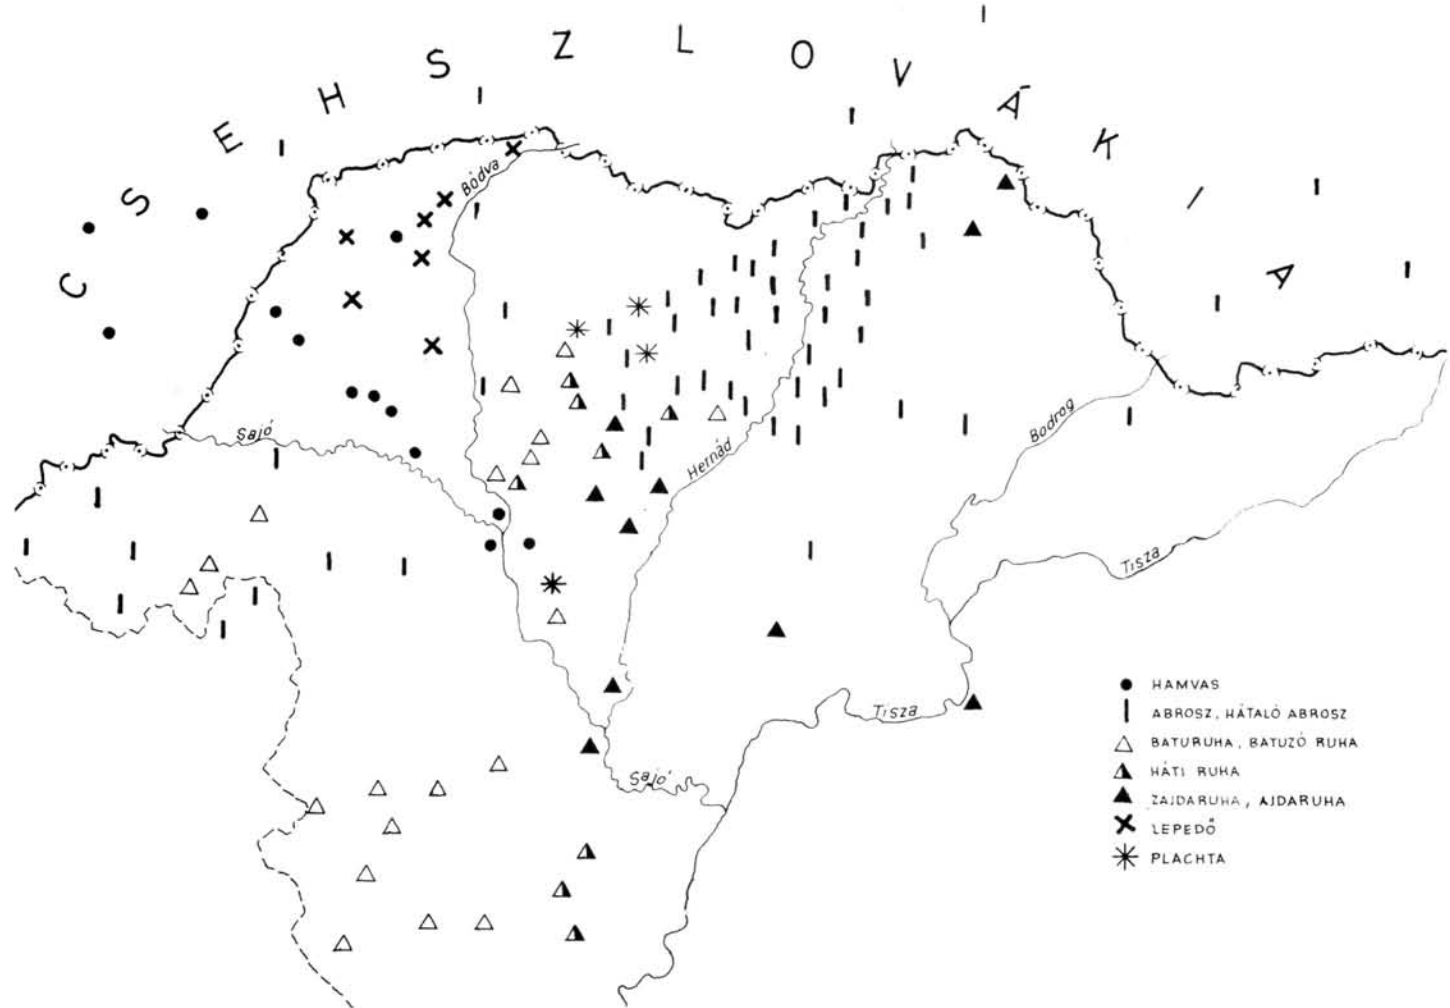 CSEHSZLOVÁKIA
Bódva
Sajó
Hernád
Bodrog
Tisza
Tisza
Sajó
HAMVAS
ABROSZ, HÁTALÓ ABROSZ
BATURUHA, BATUZÓ RUHA
HÁTI RUHA
ZAJDARUHA, AJDARUHA
LEPEDŐ
PLACHTA